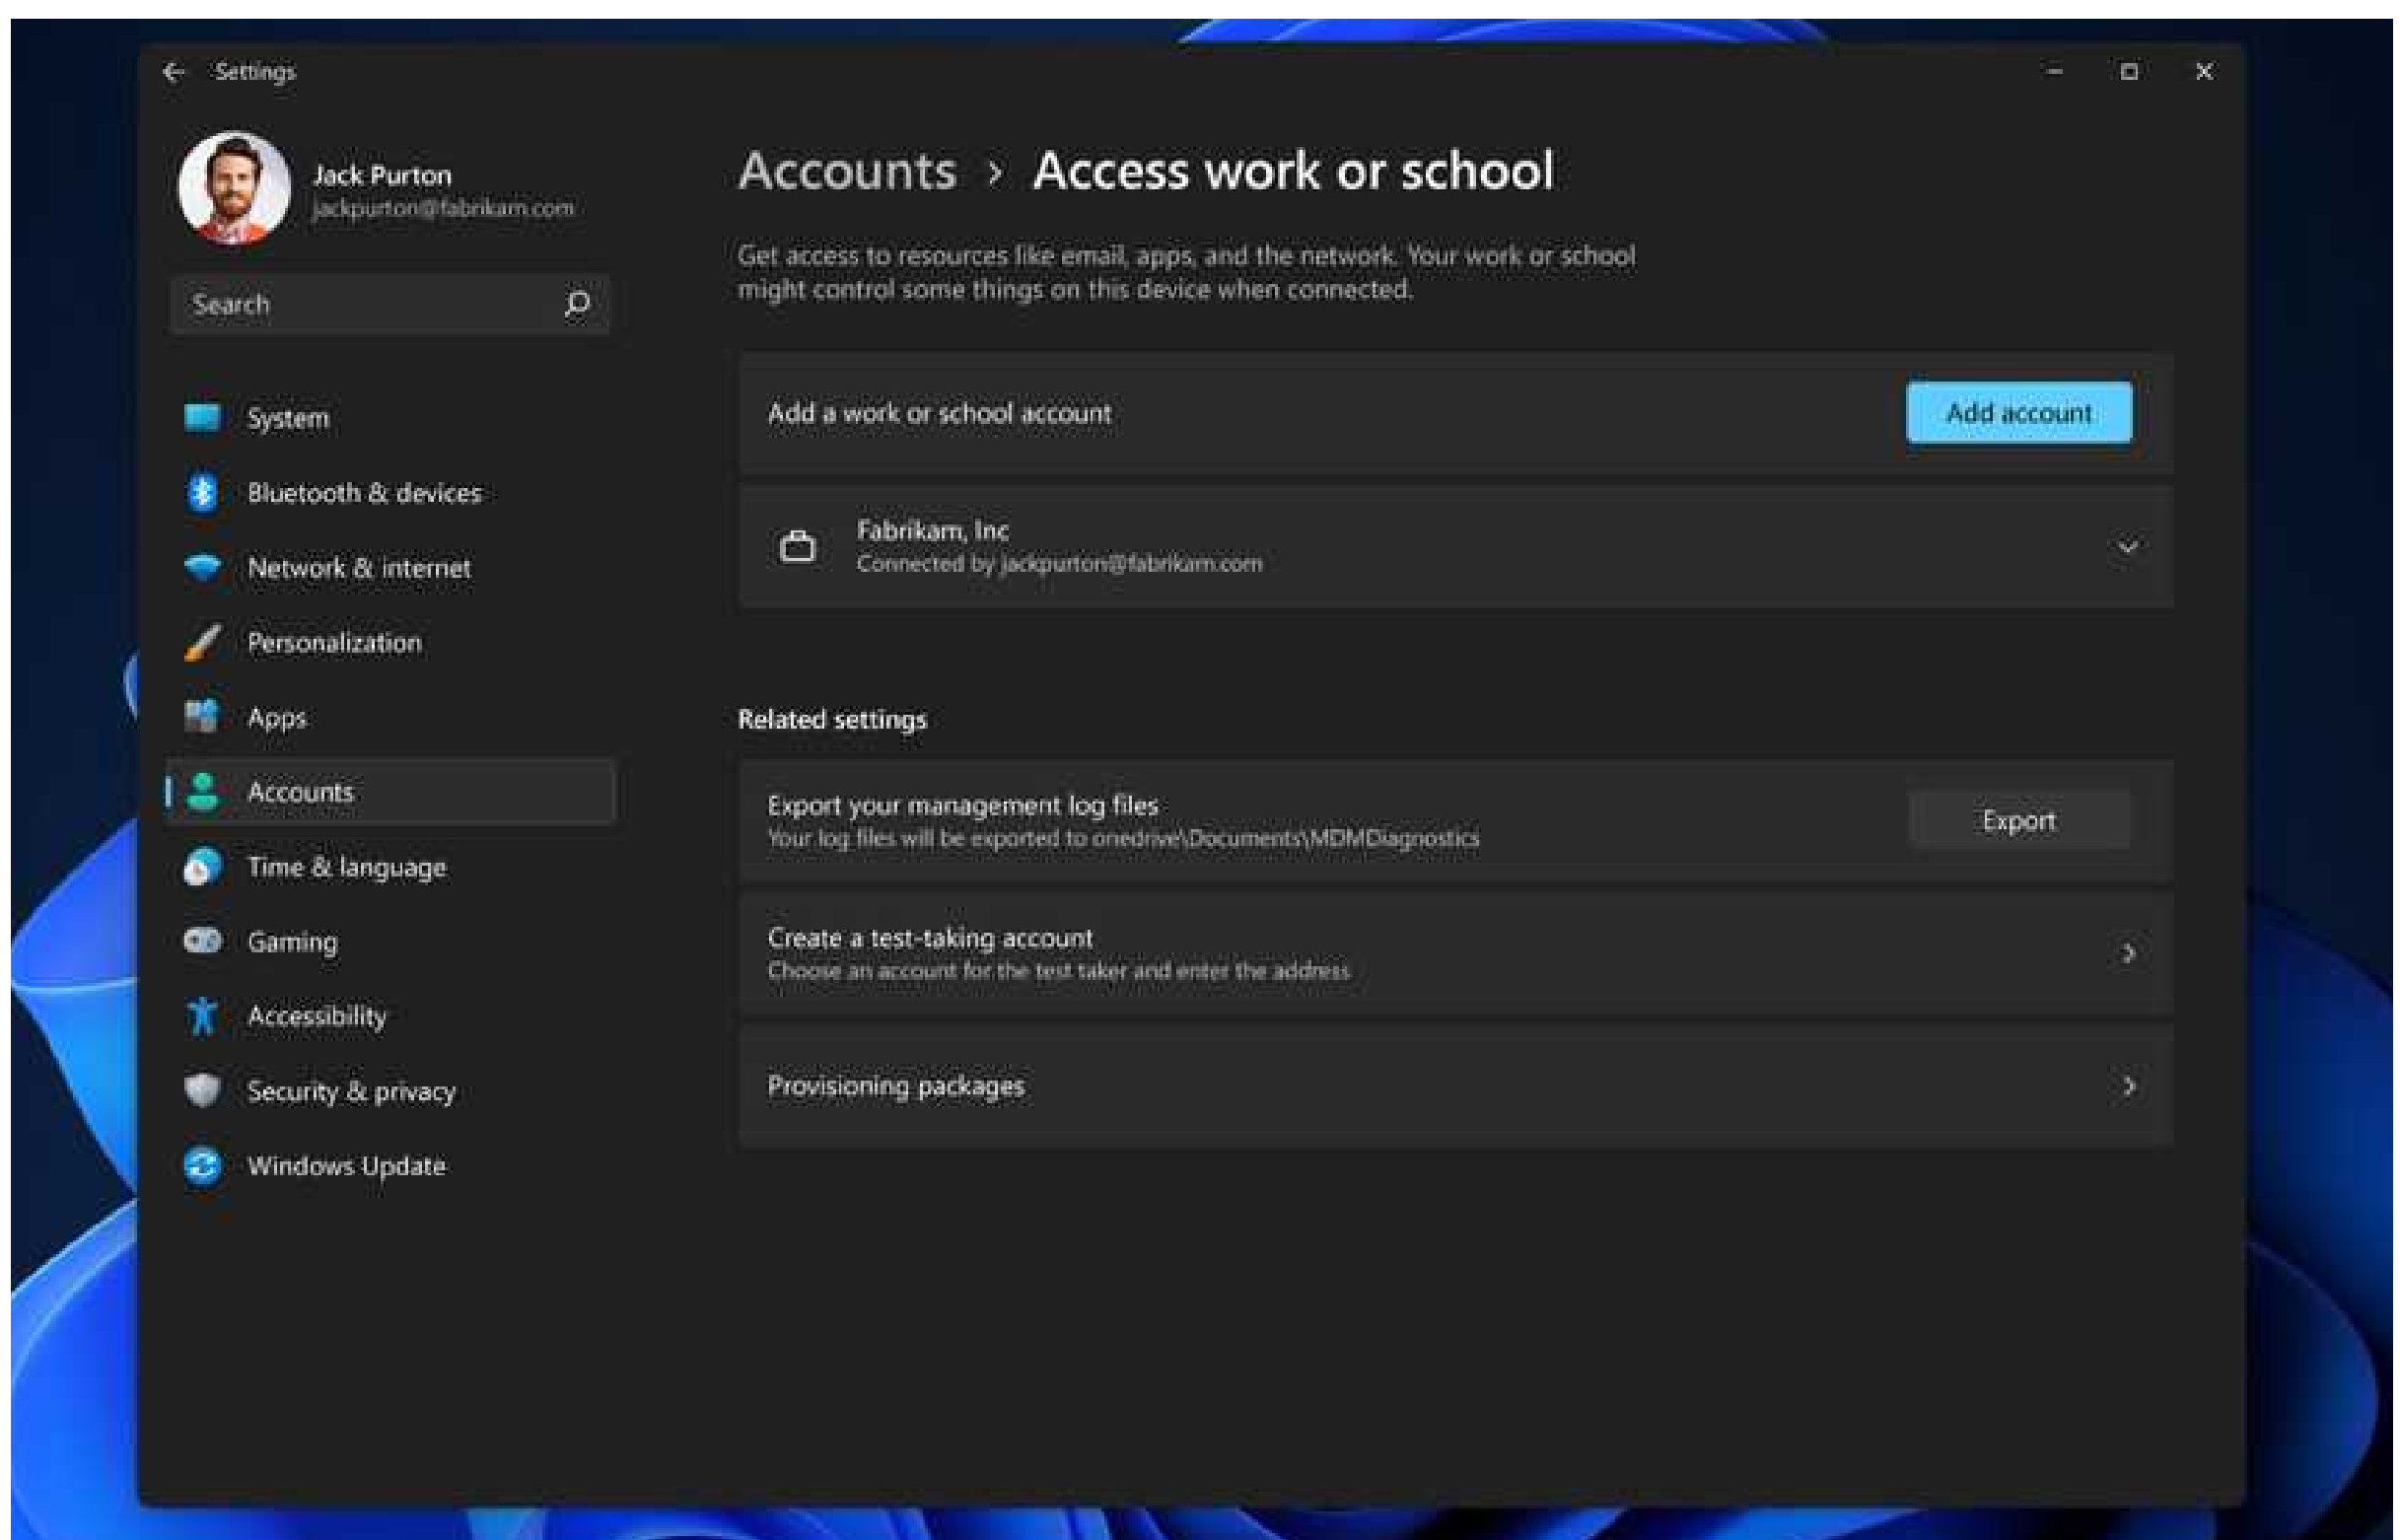 Settings
Jack Purton
jackpurton@fabrikam.com
Search
System
Bluetooth & devices
Network & internet
Personalization
Apps
Accounts
Time & language
Gaming
Accessibility
Security & privacy
Windows Update
Accounts › Access work or school
Get access to resources like email, apps, and the network. Your work or school
might control some things on this device when connected.
Add a work or school account
Add account
Fabrikam, Inc
Connected by jackpurton@fabrikam.com
Related settings
Export your management log files
Your log files will be exported to onedrive\Documents\MDMDiagnostics
Export
Create a test-taking account
Choose an account for the test taker and enter the address
Provisioning packages